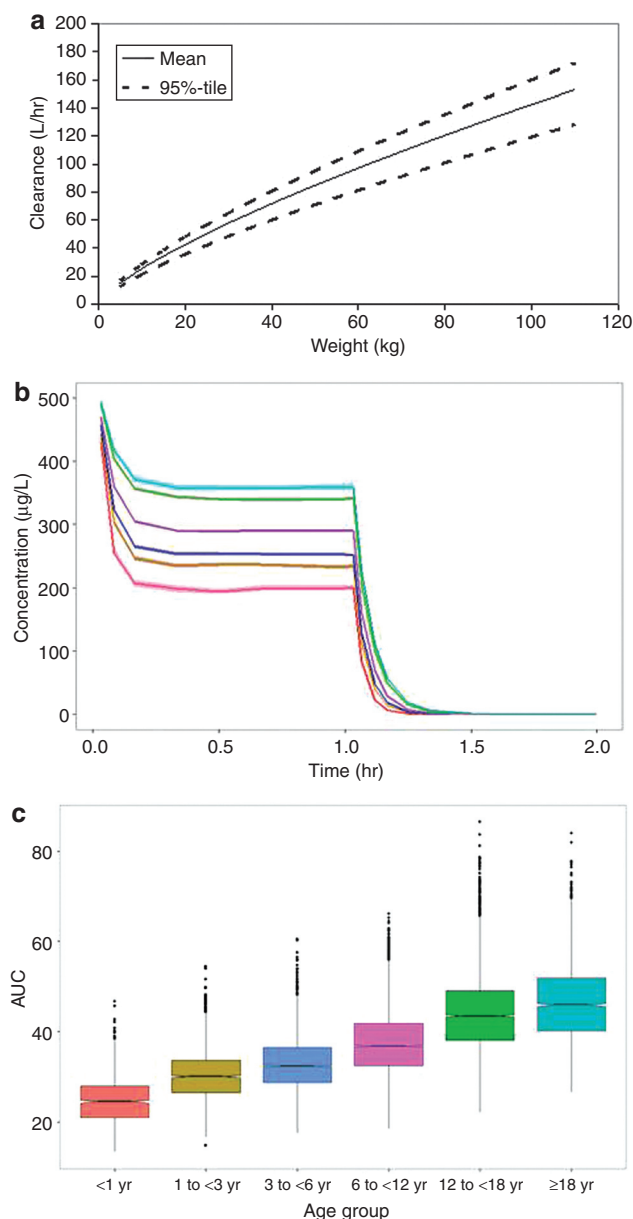 a
200
180
160
140
120
100
80
60
40
20
0
Clearance (L/hr)
Mean
95%-tile
0 20 40 60 80 100 120
Weight (kg)
b
500
400
300
200
100
0
Concentration (µg/L)
0.0 0.5 1.0 1.5 2.0
Time (hr)
c
80
60
40
20
AUC
<1 yr 1 to <3 yr 3 to <6 yr 6 to <12 yr 12 to <18 yr ≥18 yr
Age group